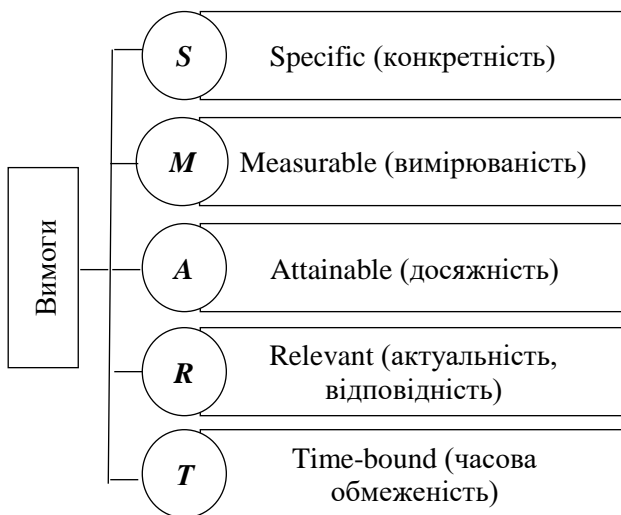 Вимоги
S
Specific (конкретність)
M
Measurable (вимірюваність)
A
Attainable (досяжність)
R
Relevant (актуальність,
відповідність)
T
Time-bound (часова
обмеженість)